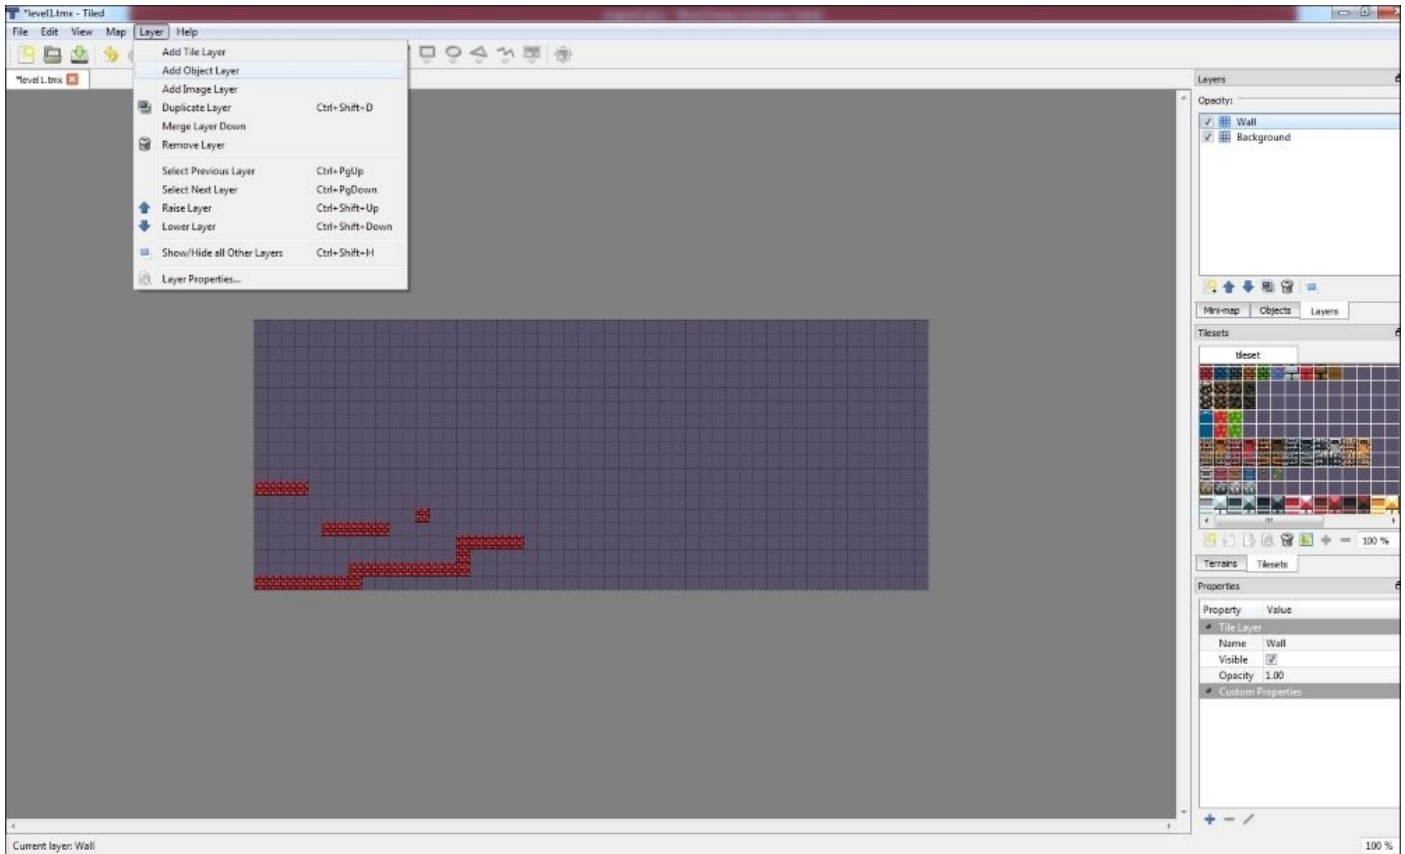 *level1.tmx - Tiled
File Edit View Map Layer Help
*level1.tmx
Add Tile Layer
Add Object Layer
Add Image Layer
Duplicate Layer Ctrl+Shift+D
Merge Layer Down
Remove Layer
Select Previous Layer Ctrl+PgUp
Select Next Layer Ctrl+PgDown
Raise Layer Ctrl+Shift+Up
Lower Layer Ctrl+Shift+Down
Show/Hide all Other Layers Ctrl+Shift+H
Layer Properties...
Layers
Opacity:
Wall
Background
Mini-map Objects Layers
Tilesets
tileset
100 %
Terrains Tilesets
Properties
Property Value
Tile Layer
Name Wall
Visible
Opacity 1.00
Custom Properties
Current layer: Wall
100 %